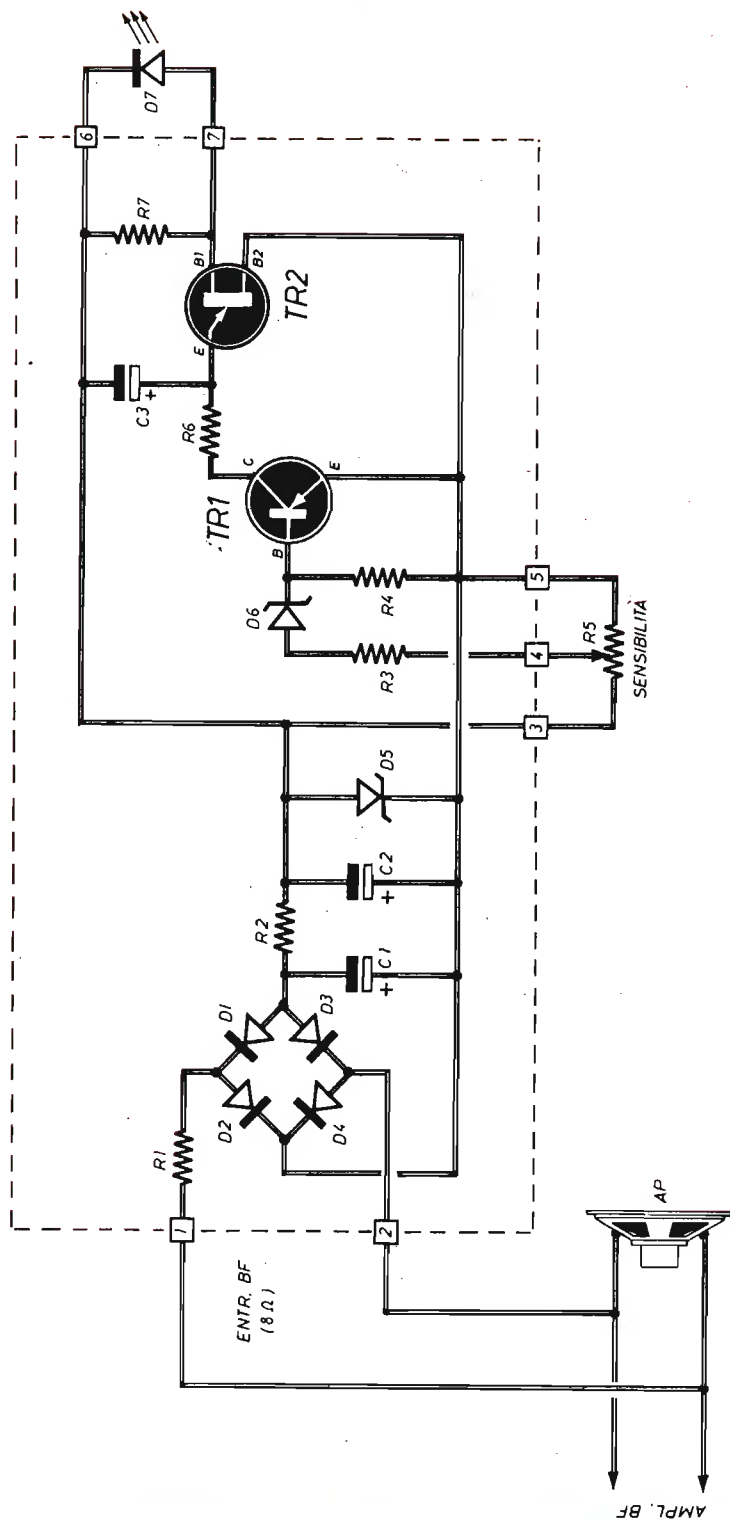 AMPL. BF
AP
ENTR. BF
(8 Ω)
1
2
R1
D1
D2
D3
D4
R2
C1
+
C2
+
D5
3
4
5
R5
SENSIBILITÀ
R3
R4
D6
TR1
B
C
E
R6
C3
+
TR2
E
B1
B2
R7
6
7
D7